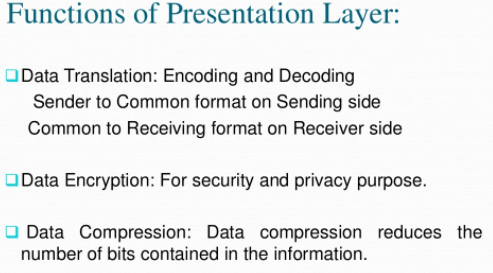 Functions of Presentation Layer:
Data Translation: Encoding and Decoding
Sender to Common format on Sending side
Common to Receiving format on Receiver side
Data Encryption: For security and privacy purpose.
Data Compression: Data compression reduces the
number of bits contained in the information.